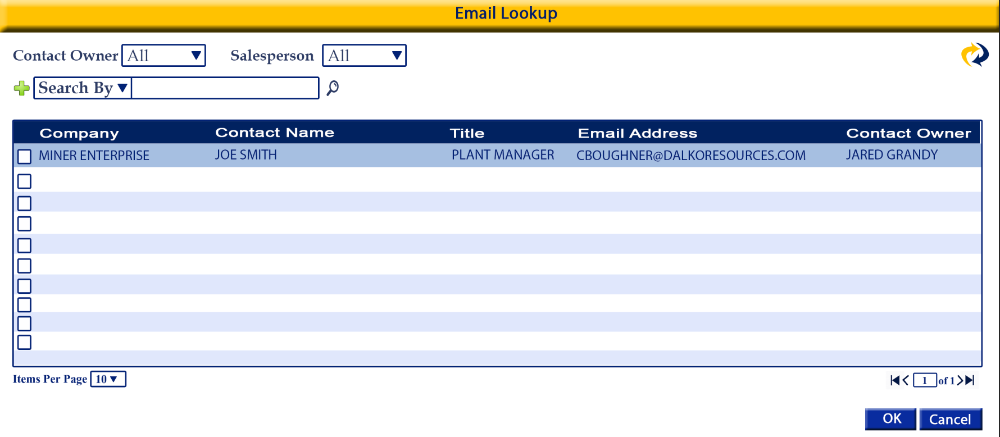 Email Lookup
Contact Owner All Salesperson All
Search By
Company Contact Name Title Email Address Contact Owner
MINER ENTERPRISE JOE SMITH PLANT MANAGER CBOUGHNER@DALKORESOURCES.COM JARED GRANDY
Items Per Page 10 1 of 1
OK Cancel